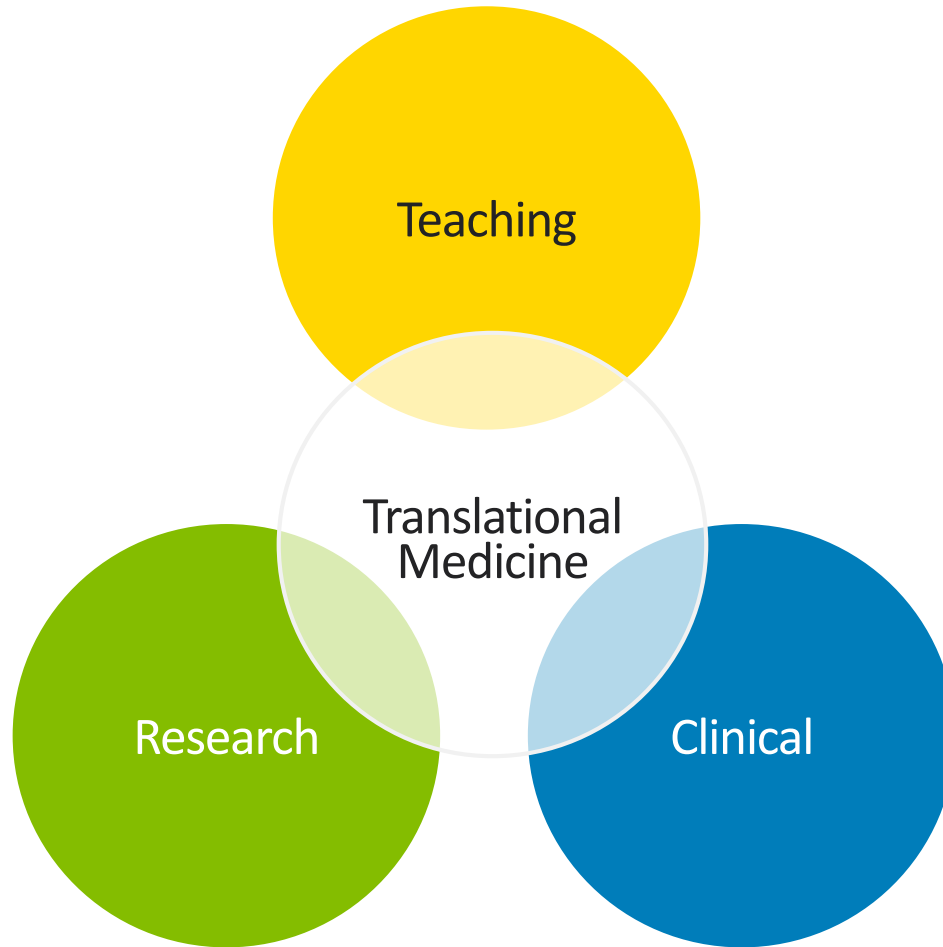 Teaching
Translational
Medicine
Research
Clinical